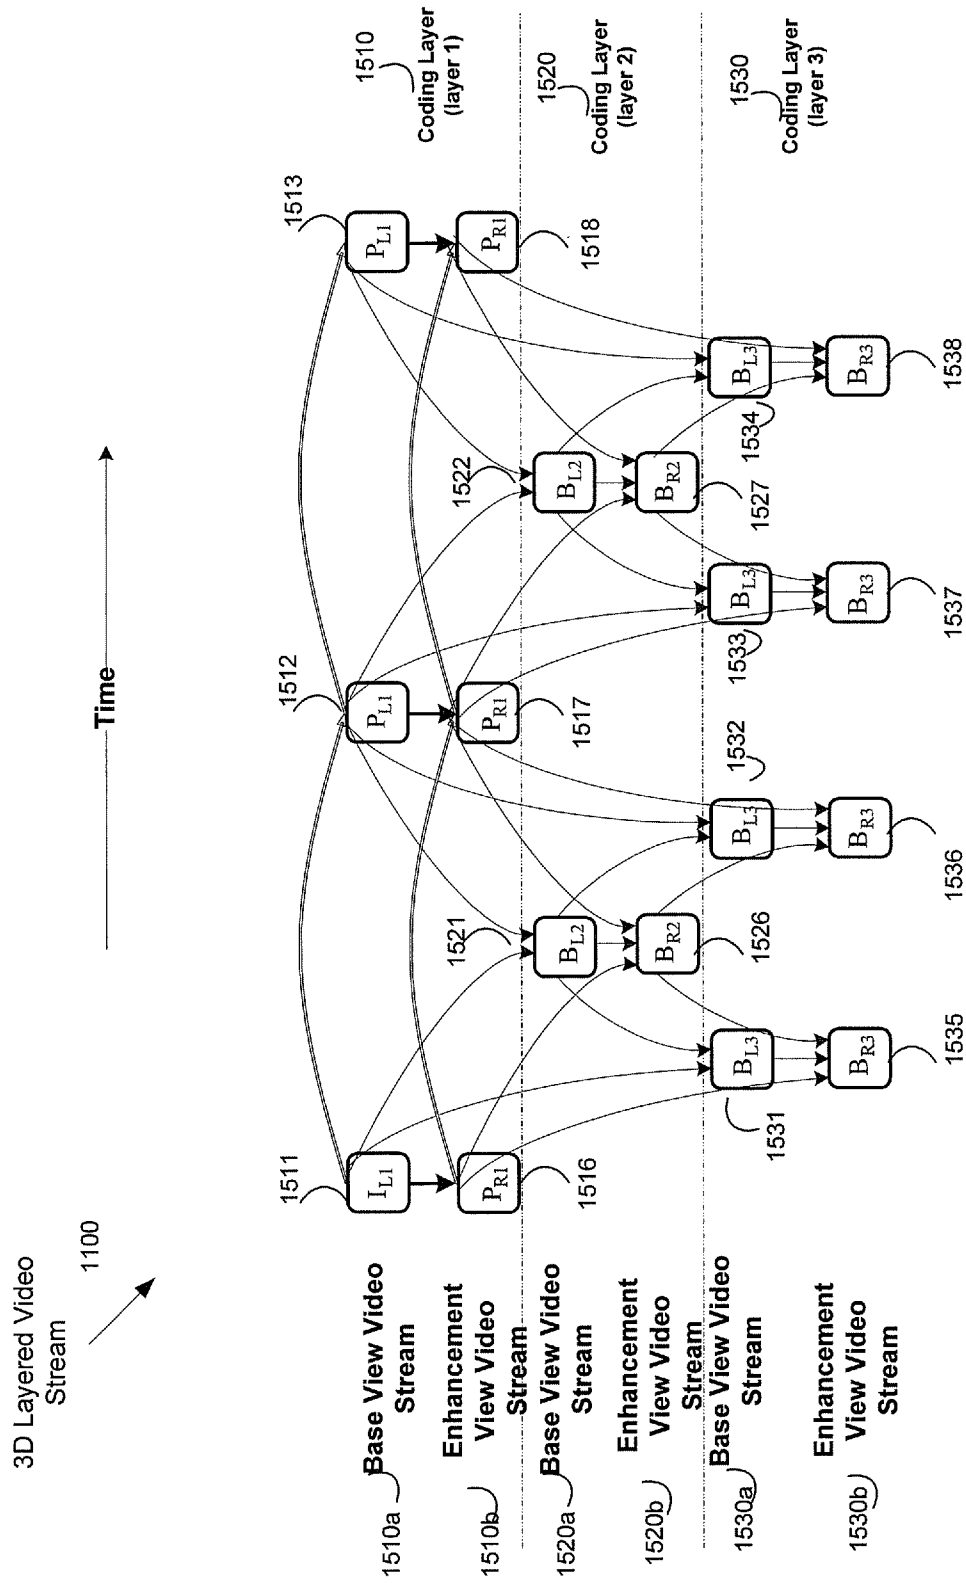 3D Layered Video
Stream
1100
Time
1510
Coding Layer
(layer 1)
1520
Coding Layer
(layer 2)
1530
Coding Layer
(layer 3)
1510a
Base View Video
Stream
1511
I_L1
1512
P_L1
1513
P_L1
1510b
Enhancement
View Video
Stream
P_R1
1516
P_R1
1517
P_R1
1518
1520a
Base View Video
Stream
1521
B_L2
1522
B_L2
1520b
Enhancement
View Video
Stream
B_R2
1526
B_R2
1527
1530a
Base View Video
Stream
B_L3
1531
1532
B_L3
B_L3
1533
B_L3
1534
1530b
Enhancement
View Video
Stream
B_R3
1535
B_R3
1536
B_R3
1537
B_R3
1538